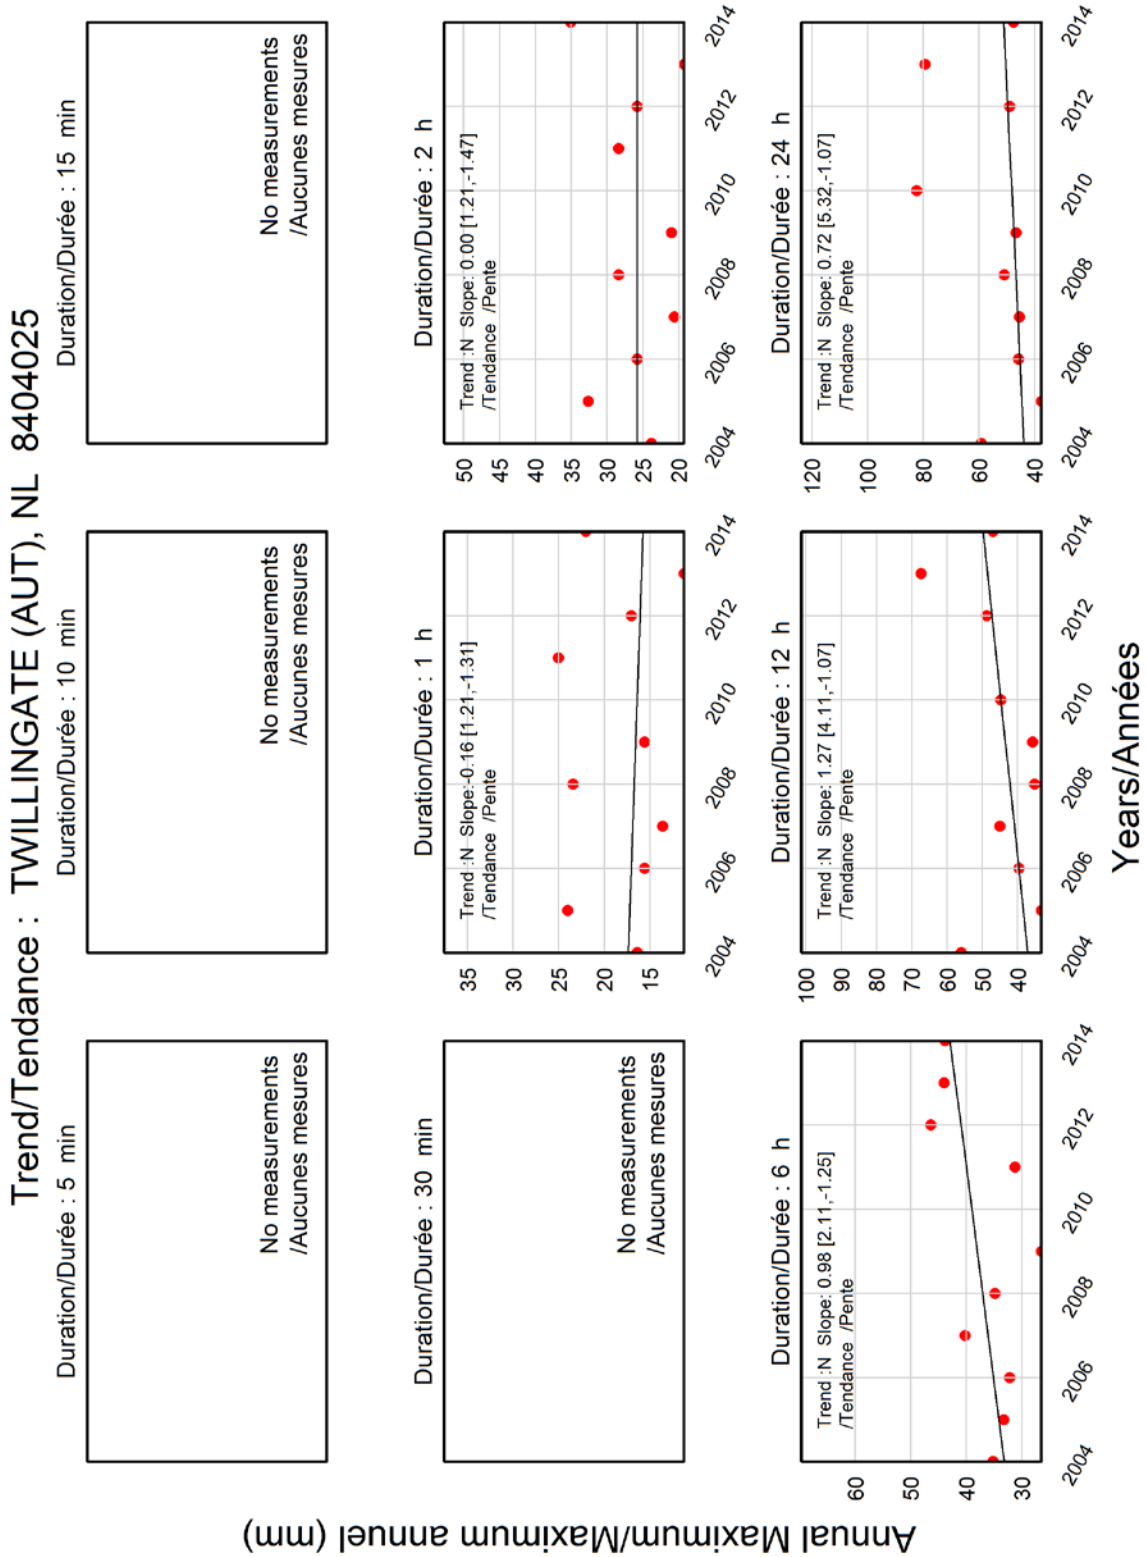 Trend/Tendance : TWILLINGATE (AUT), NL 8404025
Duration/Durée : 5 min
No measurements
/Aucunes mesures
Duration/Durée : 10 min
No measurements
/Aucunes mesures
Duration/Durée : 15 min
No measurements
/Aucunes mesures
Duration/Durée : 30 min
No measurements
/Aucunes mesures
Duration/Durée : 1 h
Trend :N Slope:-0.16 [1.21,-1.31]
/Tendance /Pente
35
30
25
20
15
2004 2006 2008 2010 2012 2014
Duration/Durée : 2 h
Trend :N Slope: 0.00 [1.21,-1.47]
/Tendance /Pente
50
45
40
35
30
25
20
2004 2006 2008 2010 2012 2014
Duration/Durée : 6 h
Trend :N Slope: 0.98 [2.11,-1.25]
/Tendance /Pente
60
50
40
30
2004 2006 2008 2010 2012 2014
Duration/Durée : 12 h
Trend :N Slope: 1.27 [4.11,-1.07]
/Tendance /Pente
100
90
80
70
60
50
40
2004 2006 2008 2010 2012 2014
Duration/Durée : 24 h
Trend :N Slope: 0.72 [5.32,-1.07]
/Tendance /Pente
120
100
80
60
40
2004 2006 2008 2010 2012 2014
Annual Maximum/Maximum annuel (mm)
Years/Années